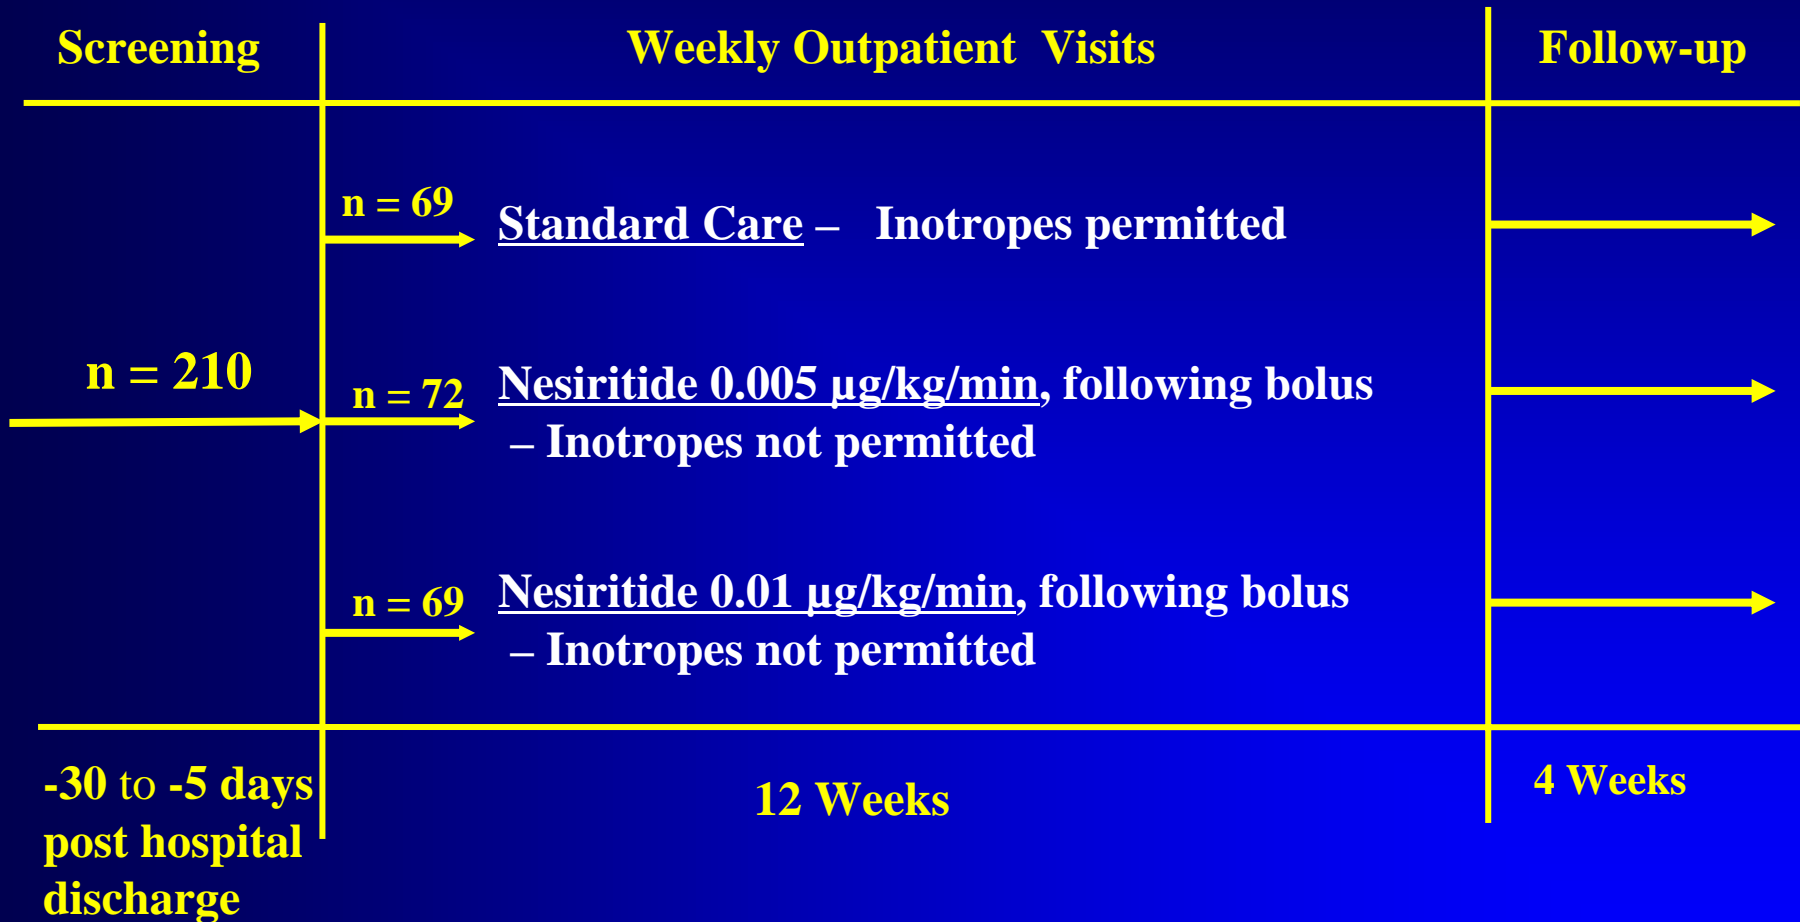 Screening
Weekly Outpatient Visits
Follow-up
n = 69
Standard Care – Inotropes permitted
n = 210
n = 72
Nesiritide 0.005 µg/kg/min, following bolus
– Inotropes not permitted
n = 69
Nesiritide 0.01 µg/kg/min, following bolus
– Inotropes not permitted
-30 to -5 days
post hospital
discharge
12 Weeks
4 Weeks